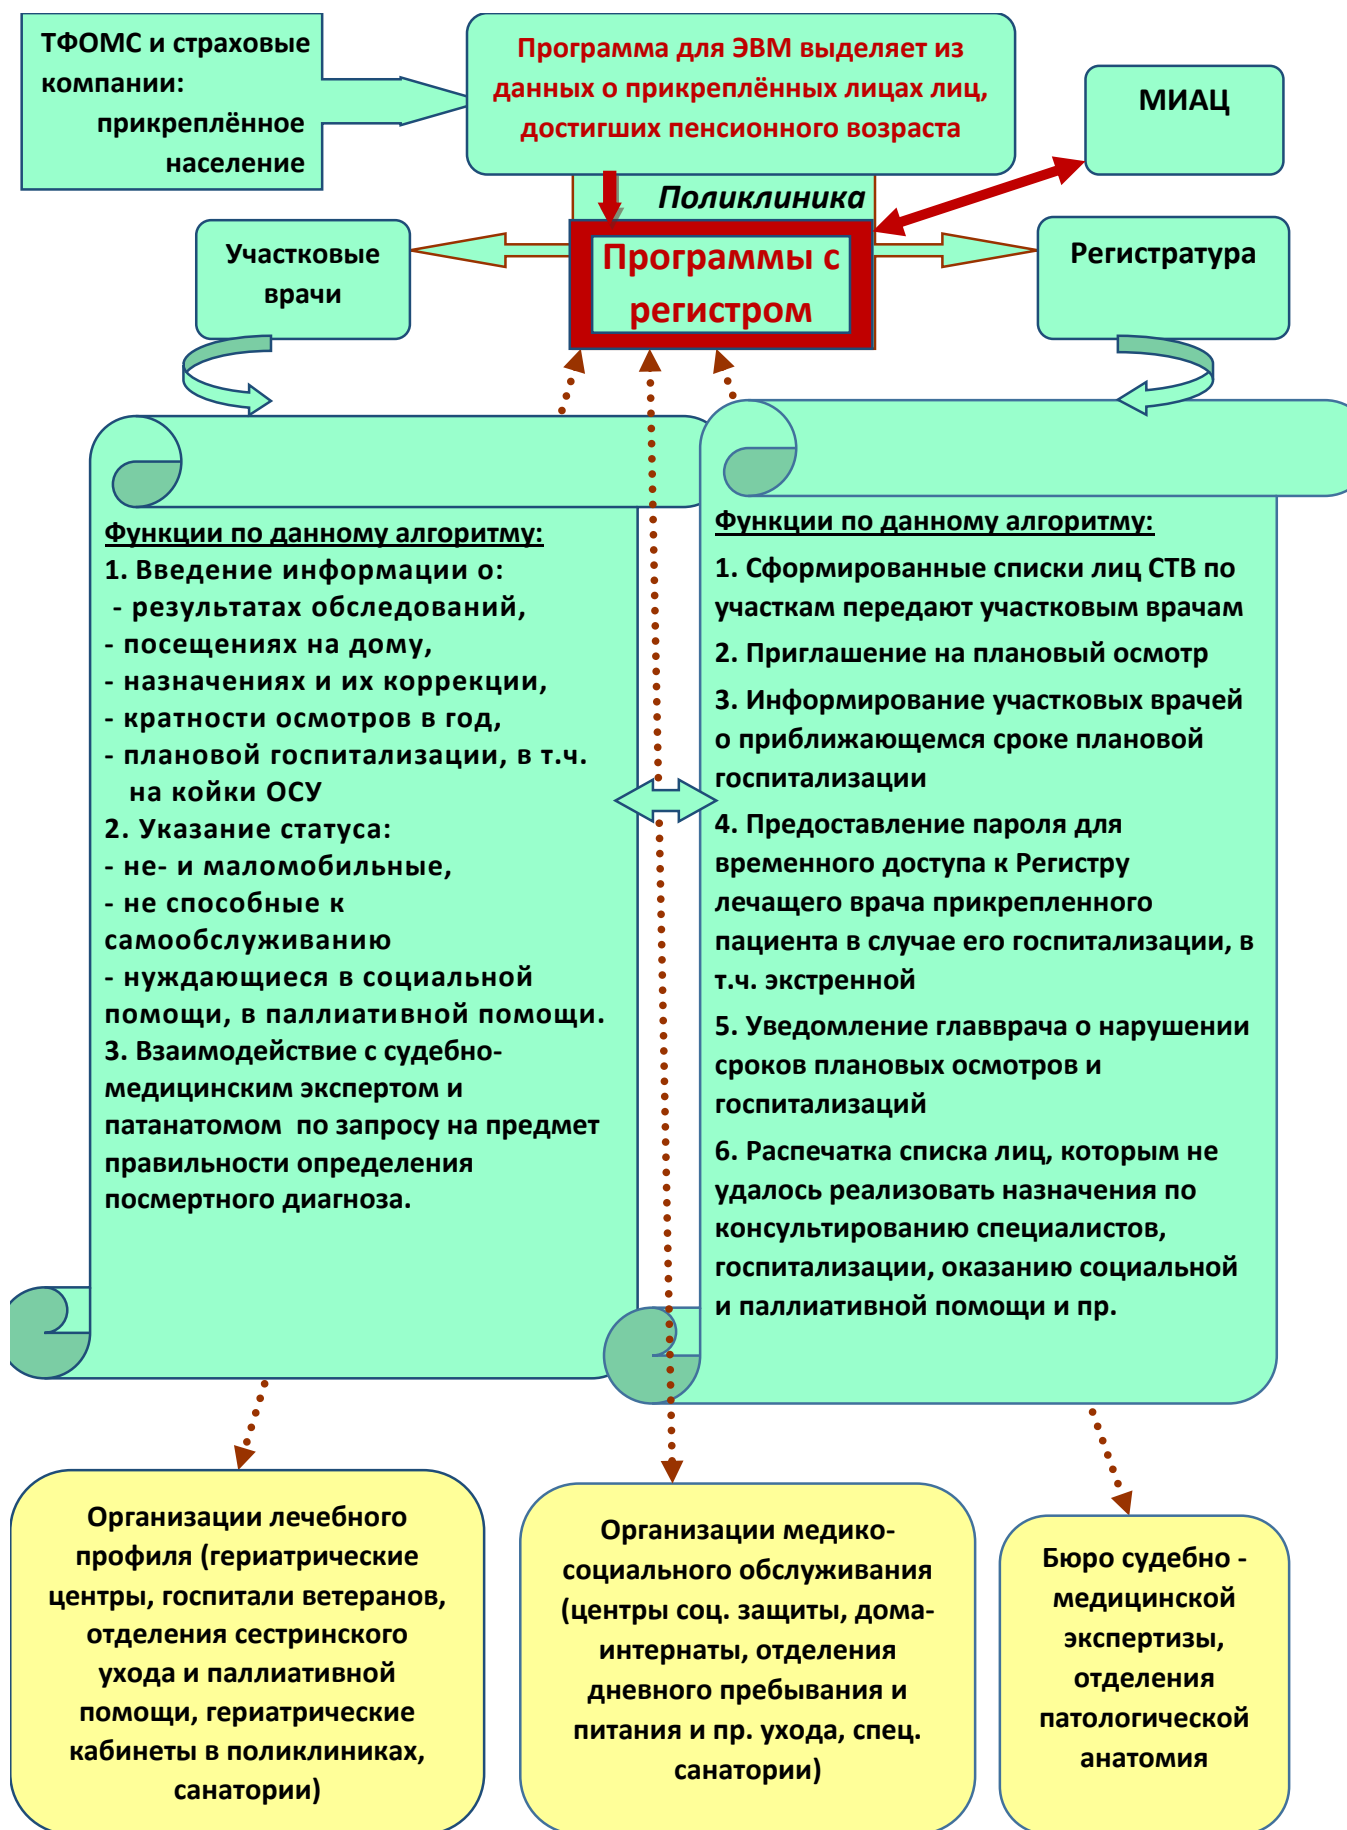 ТФОМС и страховые
компании:
прикреплённое
население
Программа для ЭВМ выделяет из
данных о прикреплённых лицах лиц,
достигших пенсионного возраста
МИАЦ
Поликлиника
Участковые
врачи
Программы с
регистром
Регистратура
Функции по данному алгоритму:
1. Введение информации о:
- результатах обследований,
- посещениях на дому,
- назначениях и их коррекции,
- кратности осмотров в год,
- плановой госпитализации, в т.ч.
на койки ОСУ
2. Указание статуса:
- не- и маломобильные,
- не способные к
самообслуживанию
- нуждающиеся в социальной
помощи, в паллиативной помощи.
3. Взаимодействие с судебно-
медицинским экспертом и
патанатомом по запросу на предмет
правильности определения
посмертного диагноза.
Функции по данному алгоритму:
1. Сформированные списки лиц СТВ по
участкам передают участковым врачам
2. Приглашение на плановый осмотр
3. Информирование участковых врачей
о приближающемся сроке плановой
госпитализации
4. Предоставление пароля для
временного доступа к Регистру
лечащего врача прикрепленного
пациента в случае его госпитализации, в
т.ч. экстренной
5. Уведомление главврача о нарушении
сроков плановых осмотров и
госпитализаций
6. Распечатка списка лиц, которым не
удалось реализовать назначения по
консультированию специалистов,
госпитализации, оказанию социальной
и паллиативной помощи и пр.
Организации лечебного
профиля (гериатрические
центры, госпитали ветеранов,
отделения сестринского
ухода и паллиативной
помощи, гериатрические
кабинеты в поликлиниках,
санатории)
Организации медико-
социального обслуживания
(центры соц. защиты, дома-
интернаты, отделения
дневного пребывания и
питания и пр. ухода, спец.
санатории)
Бюро судебно -
медицинской
экспертизы,
отделения
патологической
анатомия